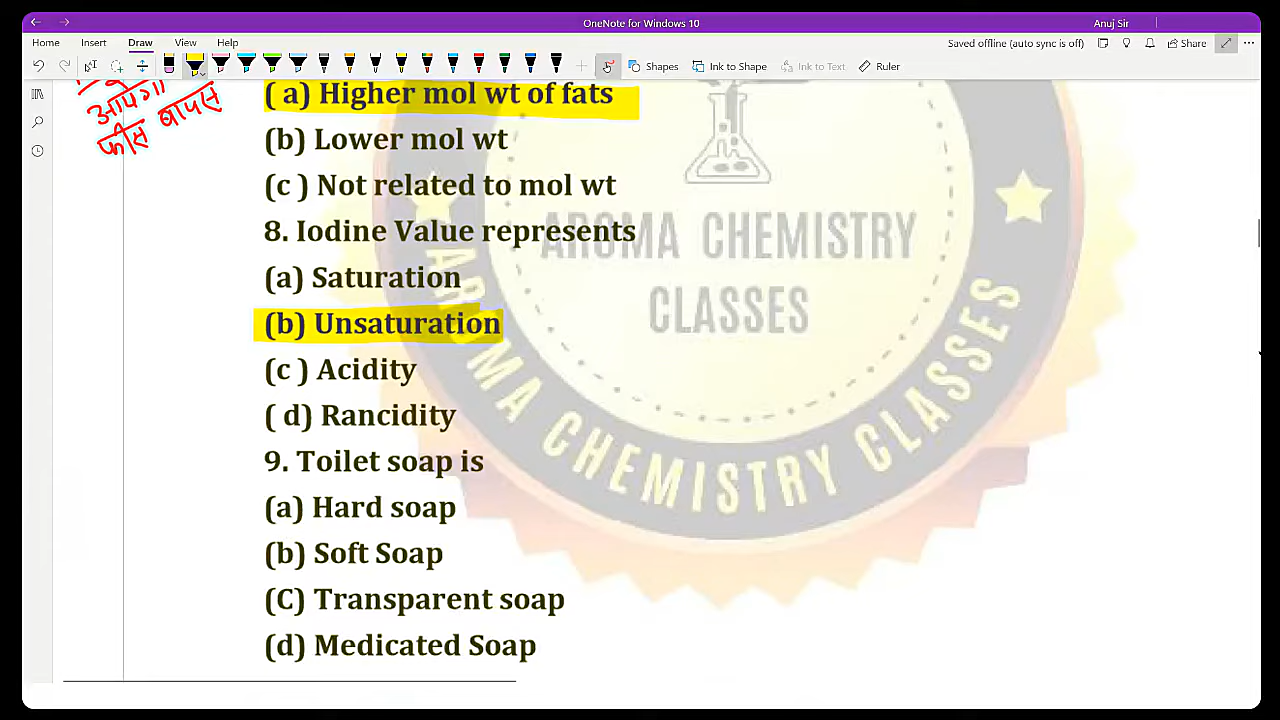 OneNote for Windows 10
Anuj Sir
Home Insert Draw View Help
Saved offline (auto sync is off)
Share
Shapes
Ink to Shape
Ink to Text
Ruler
आयेगा
फीस वापस
( a) Higher mol wt of fats
(b) Lower mol wt
(c ) Not related to mol wt
8. Iodine Value represents
(a) Saturation
(b) Unsaturation
(c ) Acidity
( d) Rancidity
9. Toilet soap is
(a) Hard soap
(b) Soft Soap
(C) Transparent soap
(d) Medicated Soap
AROMA CHEMISTRY
CLASSES
AROMA CHEMISTRY CLASSES